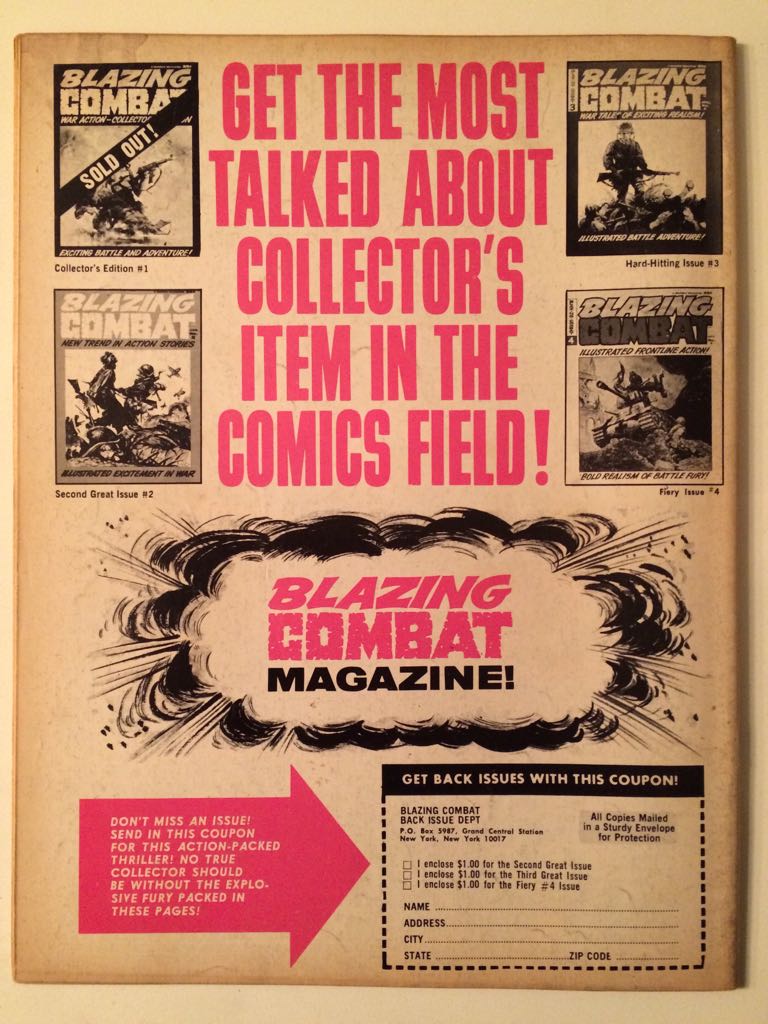 BLAZING
COMBAT
WAR ACTION - COLLECTO
SOLD OUT!
EXCITING BATTLE AND ADVENTURE!
Collector's Edition #1
BLAZING
COMBAT
NEW TREND IN ACTION STORIES
ILLUSTRATED EXCITEMENT IN WAR
Second Great Issue #2
GET THE MOST
TALKED ABOUT
COLLECTOR'S
ITEM IN THE
COMICS FIELD!
BLAZING
COMBAT
3
WAR TALES OF EXCITING REALISM!
ILLUSTRATED BATTLE ADVENTURE!
Hard-Hitting Issue #3
BLAZING
COMBAT
4
ILLUSTRATED FRONTLINE ACTION!
BOLD REALISM OF BATTLE FURY!
Fiery Issue #4
BLAZING
COMBAT
MAGAZINE!
DON'T MISS AN ISSUE!
SEND IN THIS COUPON
FOR THIS ACTION-PACKED
THRILLER! NO TRUE
COLLECTOR SHOULD
BE WITHOUT THE EXPLO-
SIVE FURY PACKED IN
THESE PAGES!
GET BACK ISSUES WITH THIS COUPON!
BLAZING COMBAT
BACK ISSUE DEPT
P.O. Box 5987, Grand Central Station
New York, New York 10017
All Copies Mailed
in a Sturdy Envelope
for Protection
I enclose $1.00 for the Second Great Issue
I enclose $1.00 for the Third Great Issue
I enclose $1.00 for the Fiery #4 Issue
NAME
ADDRESS
CITY
STATE ZIP CODE